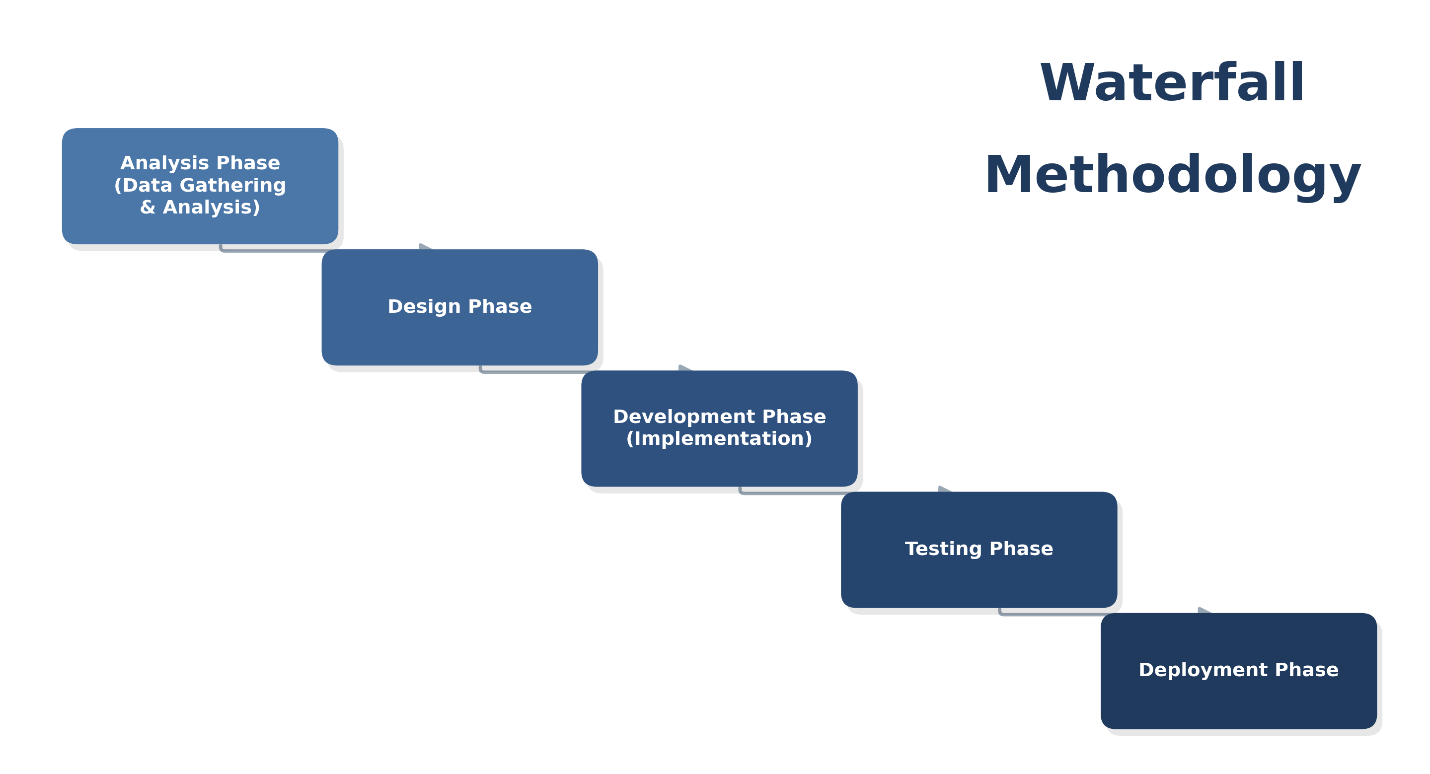 Waterfall
Methodology
Analysis Phase
(Data Gathering
& Analysis)
Design Phase
Development Phase
(Implementation)
Testing Phase
Deployment Phase